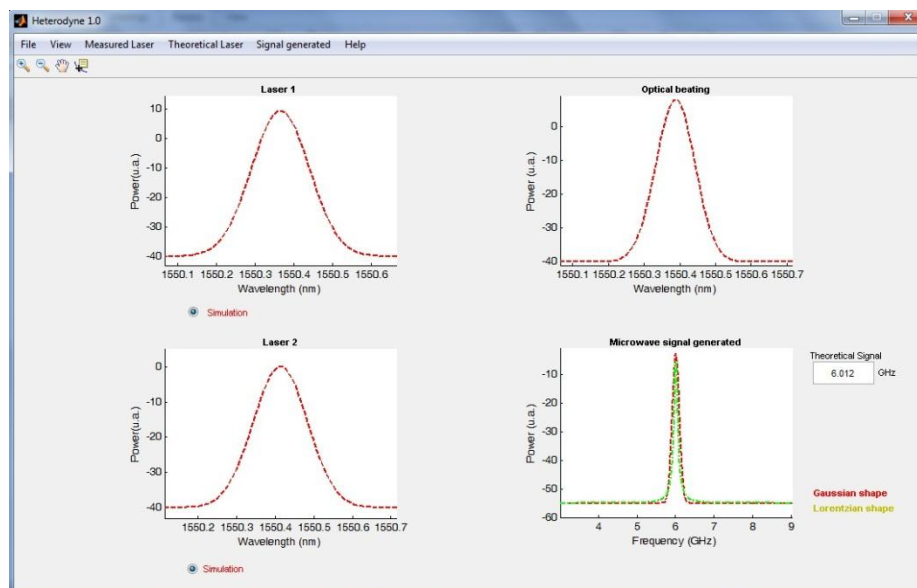 Heterodyne 1.0
File View Measured Laser Theoretical Laser Signal generated Help
Laser 1
Power(u.a.)
10
0
-10
-20
-30
-40
1550.1 1550.2 1550.3 1550.4 1550.5 1550.6
Wavelength (nm)
Simulation
Optical beating
Power(u.a.)
0
-10
-20
-30
-40
1550.1 1550.2 1550.3 1550.4 1550.5 1550.6 1550.7
Wavelength (nm)
Laser 2
Power(u.a.)
0
-10
-20
-30
-40
1550.2 1550.3 1550.4 1550.5 1550.6 1550.7
Wavelength (nm)
Simulation
Microwave signal generated
Power (u.a.)
-10
-20
-30
-40
-50
-60
4 5 6 7 8 9
Frequency (GHz)
Theoretical Signal
6.012 GHz
Gaussian shape
Lorentzian shape